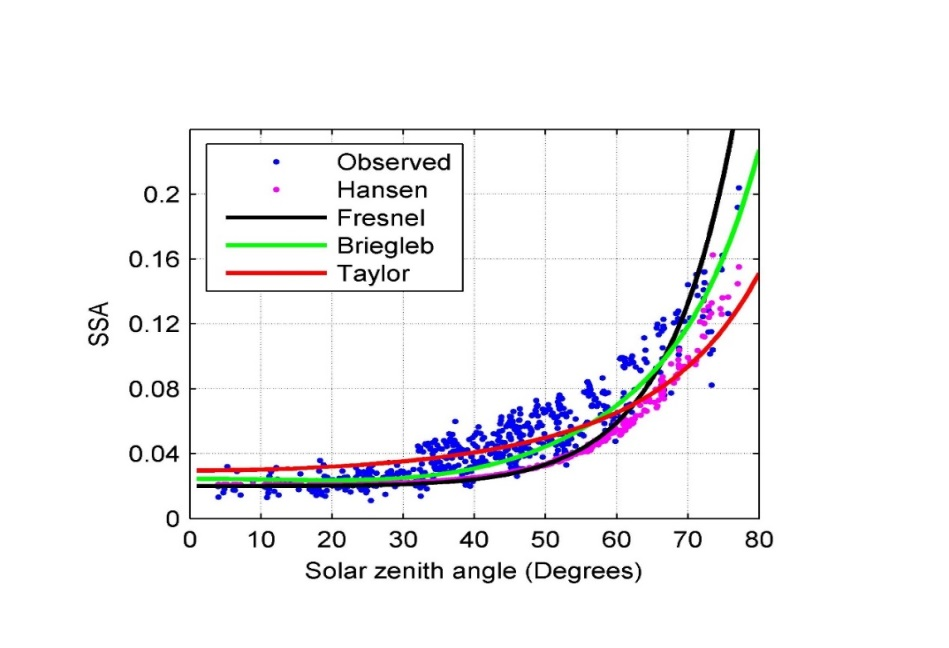 Observed
Hansen
Fresnel
Briegleb
Taylor
0.2
0.16
0.12
0.08
0.04
0
SSA
0 10 20 30 40 50 60 70 80
Solar zenith angle (Degrees)